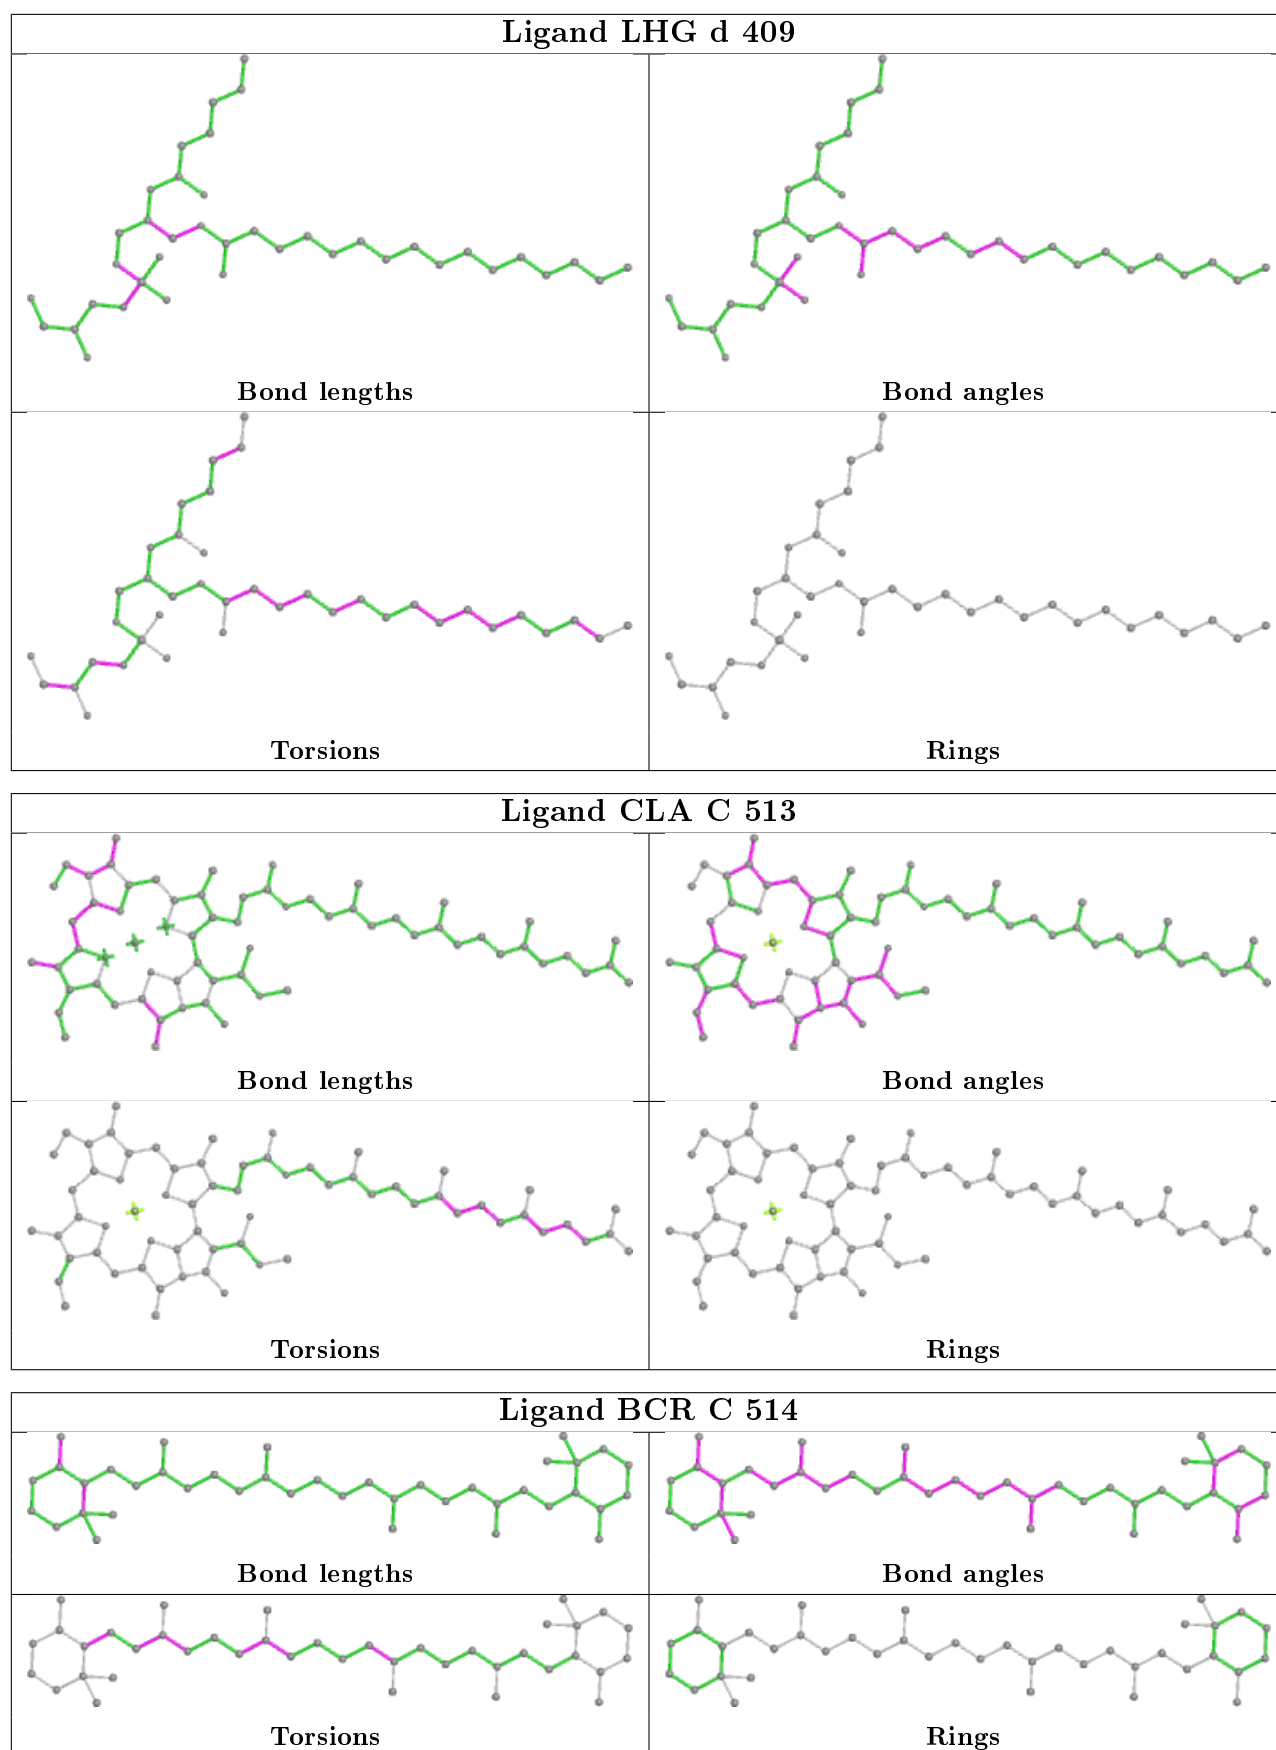 Ligand LHG d 409
Bond lengths
Bond angles
Torsions
Rings
Ligand CLA C 513
Bond lengths
Bond angles
Torsions
Rings
Ligand BCR C 514
Bond lengths
Bond angles
Torsions
Rings